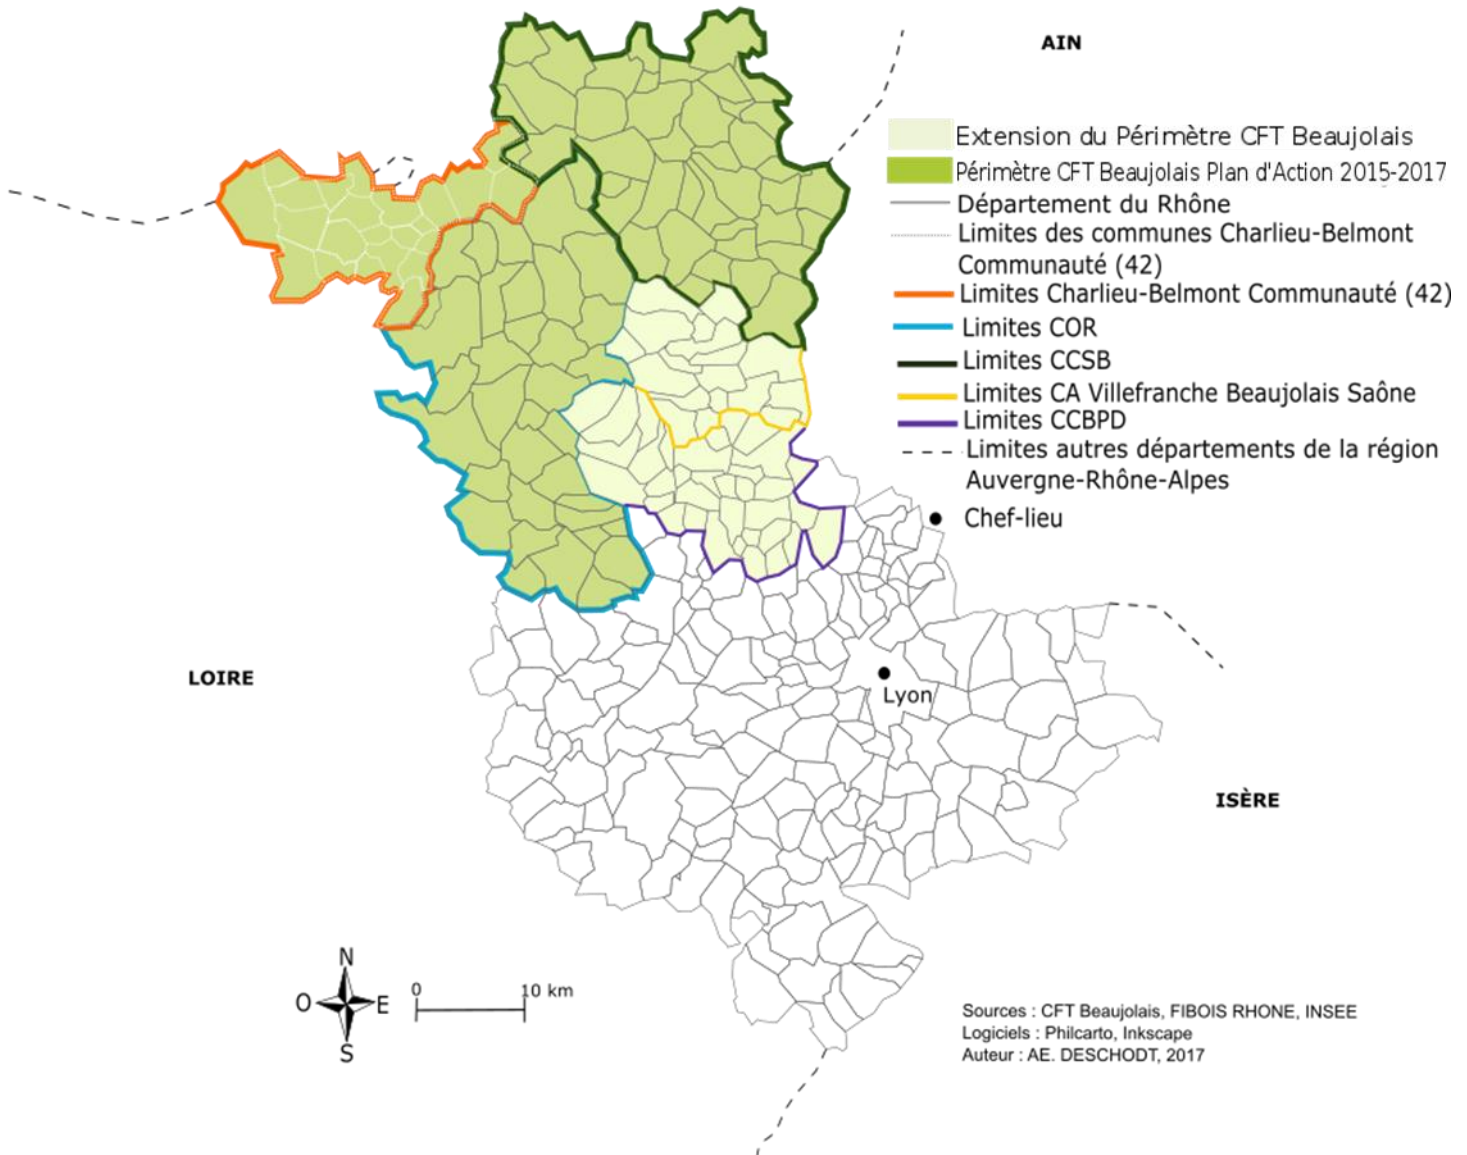 AIN
Extension du Périmètre CFT Beaujolais
Périmètre CFT Beaujolais Plan d'Action 2015-2017
Département du Rhône
Limites des communes Charlieu-Belmont
Communauté (42)
Limites Charlieu-Belmont Communauté (42)
Limites COR
Limites CCSB
Limites CA Villefranche Beaujolais Saône
Limites CCBPD
Limites autres départements de la région
Auvergne-Rhône-Alpes
Chef-lieu
LOIRE
Lyon
ISÈRE
N
O E
S
0 10 km
Sources : CFT Beaujolais, FIBOIS RHONE, INSEE
Logiciels : Philcarto, Inkscape
Auteur : AE. DESCHODT, 2017